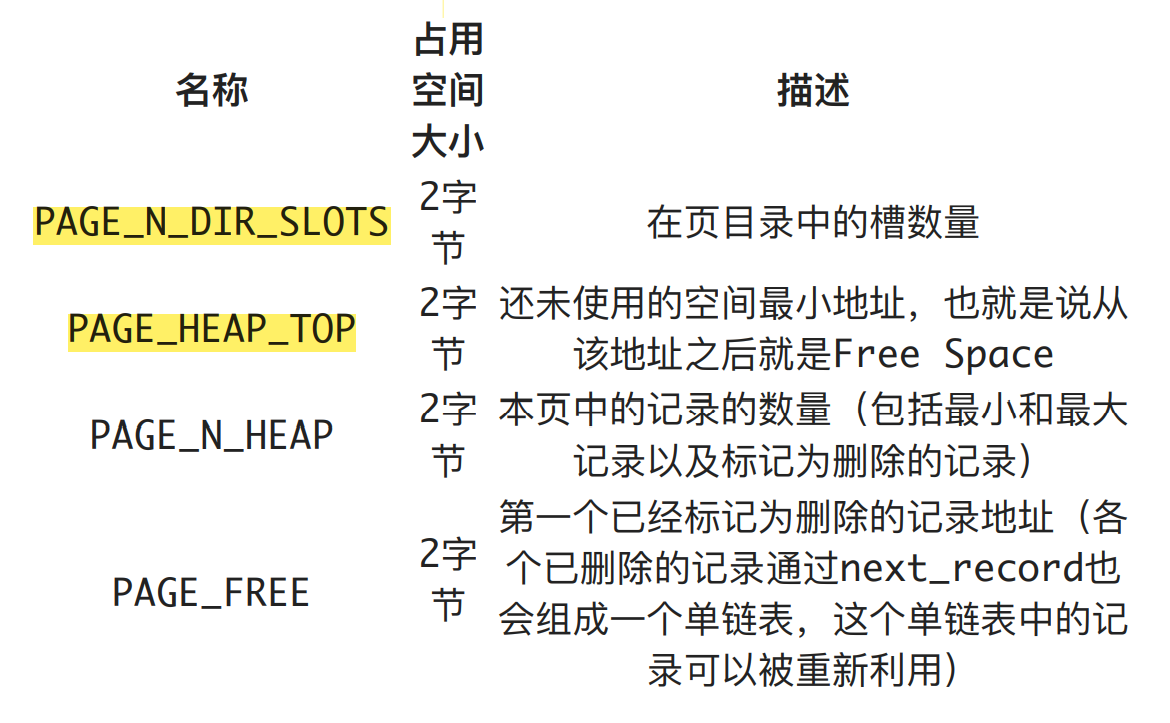 占用
名称 空间 描述
大小
2字
PAGE_N_DIR_SLOTS 在页目录中的槽数量
节
2字 还未使用的空间最小地址，也就是说从
PAGE_HEAP_TOP
节 该地址之后就是Free Space
2字 本页中的记录的数量（包括最小和最大
PAGE_N_HEAP
节 记录以及标记为删除的记录）
第一个已经标记为删除的记录地址（各
2字 个已删除的记录通过next_record也
PAGE_FREE
节 会组成一个单链表，这个单链表中的记
录可以被重新利用）